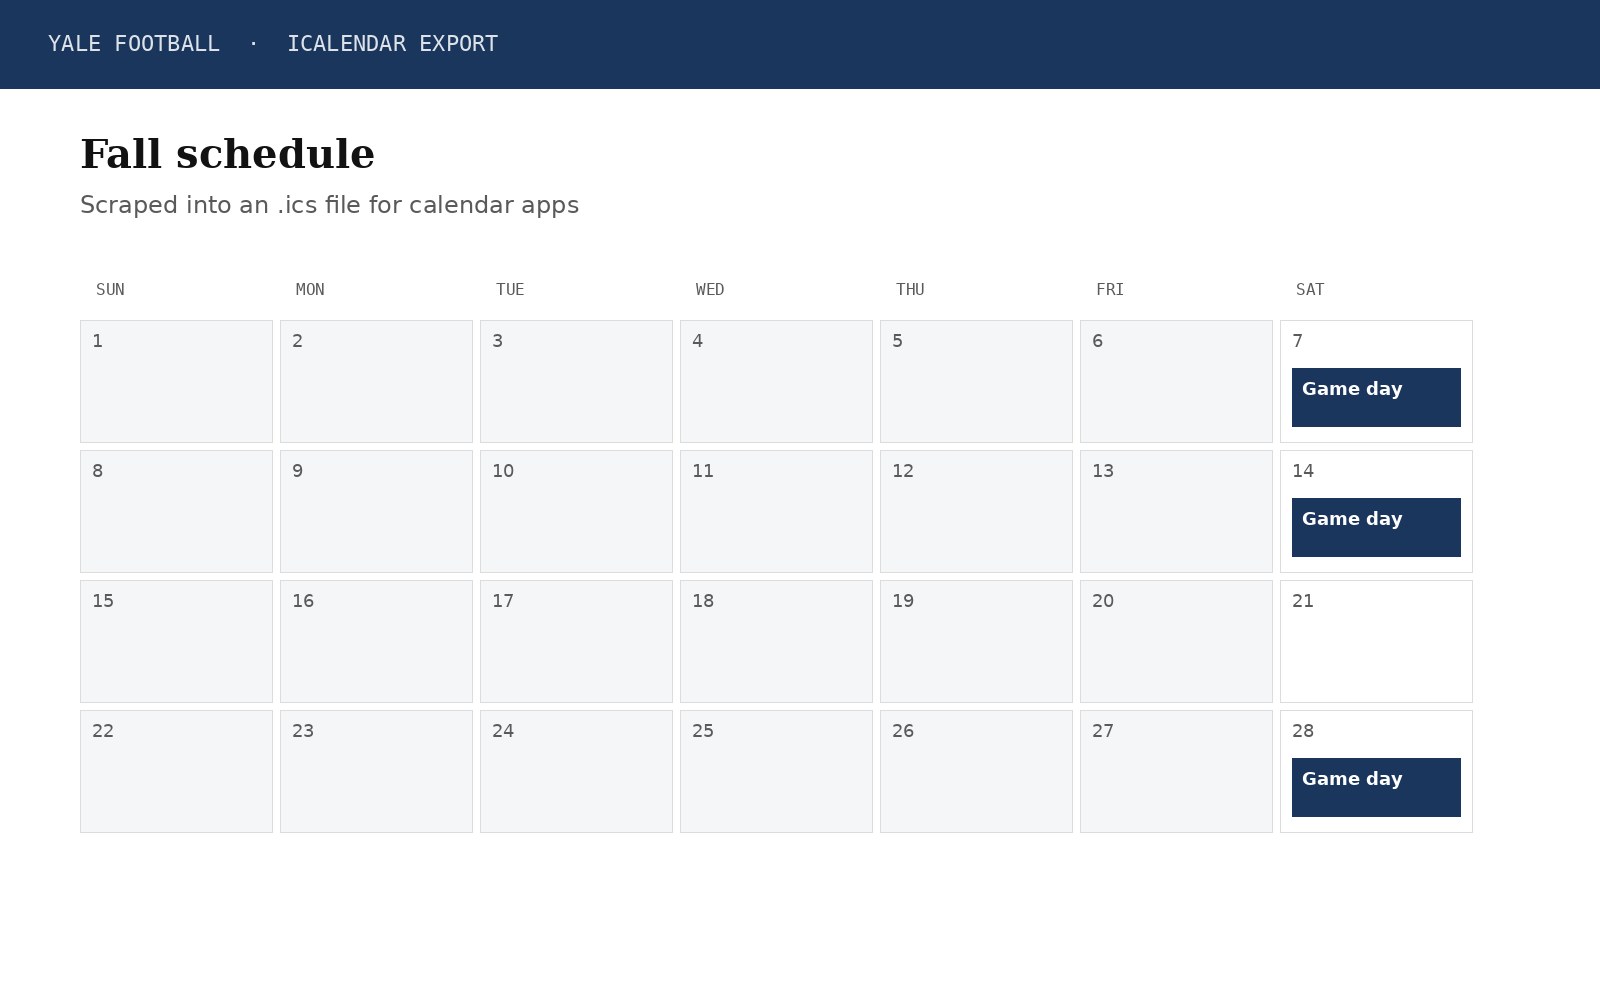 YALE FOOTBALL · ICALENDAR EXPORT
Fall schedule
Scraped into an .ics file for calendar apps
SUN MON TUE WED THU FRI SAT
1 2 3 4 5 6 7
Game day
8 9 10 11 12 13 14
Game day
15 16 17 18 19 20 21
22 23 24 25 26 27 28
Game day